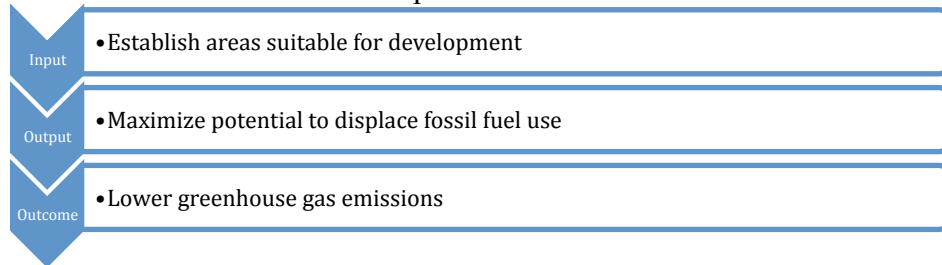 Input
•Establish areas suitable for development
Output
•Maximize potential to displace fossil fuel use
Outcome
•Lower greenhouse gas emissions